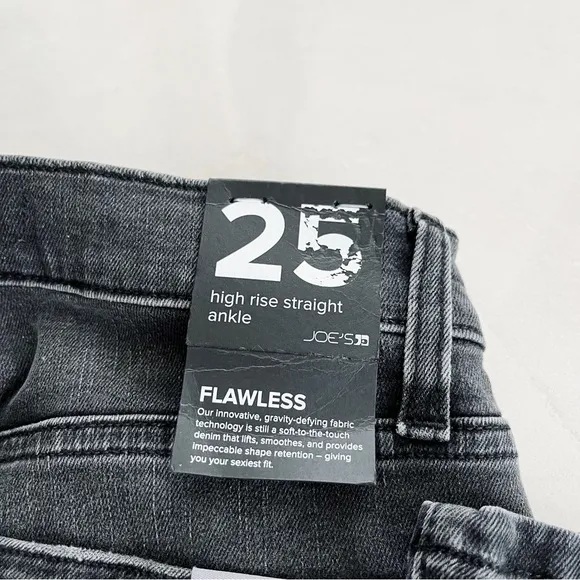 25
high rise straight
ankle
JOE'S
FLAWLESS
Our innovative, gravity-defying fabric
technology is still a soft-to-the-touch
denim that lifts, smoothes, and provides
impeccable shape retention – giving
you your sexiest fit.